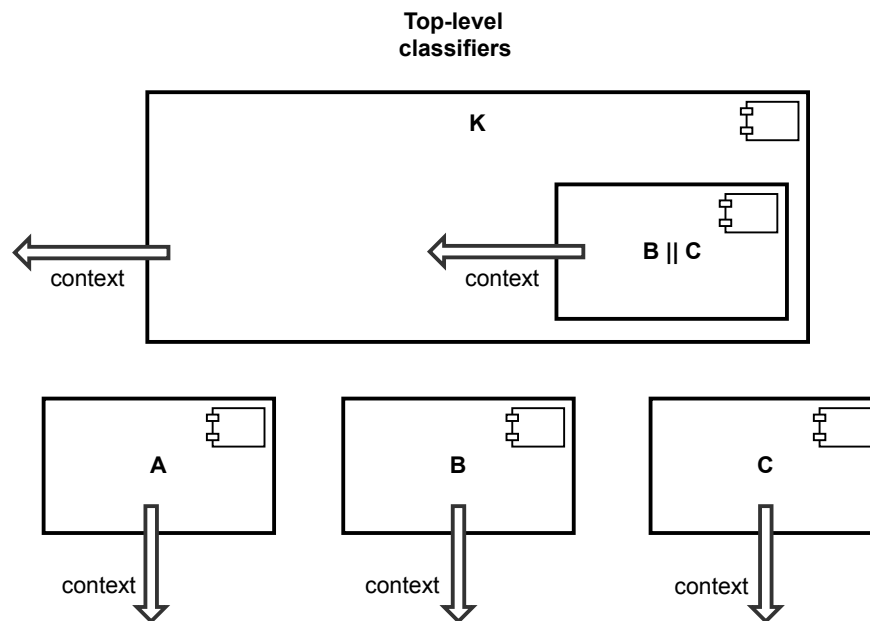 Top-level
classifiers
K
context
context
B || C
A
B
C
context
context
context